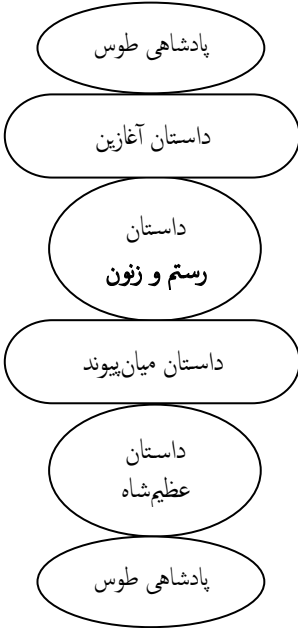 پادشاهی طوس
داستان آغازین
داستان
رستم و زنون
داستان میان‌پیوند
داستان
عظیم‌شاه
پادشاهی طوس